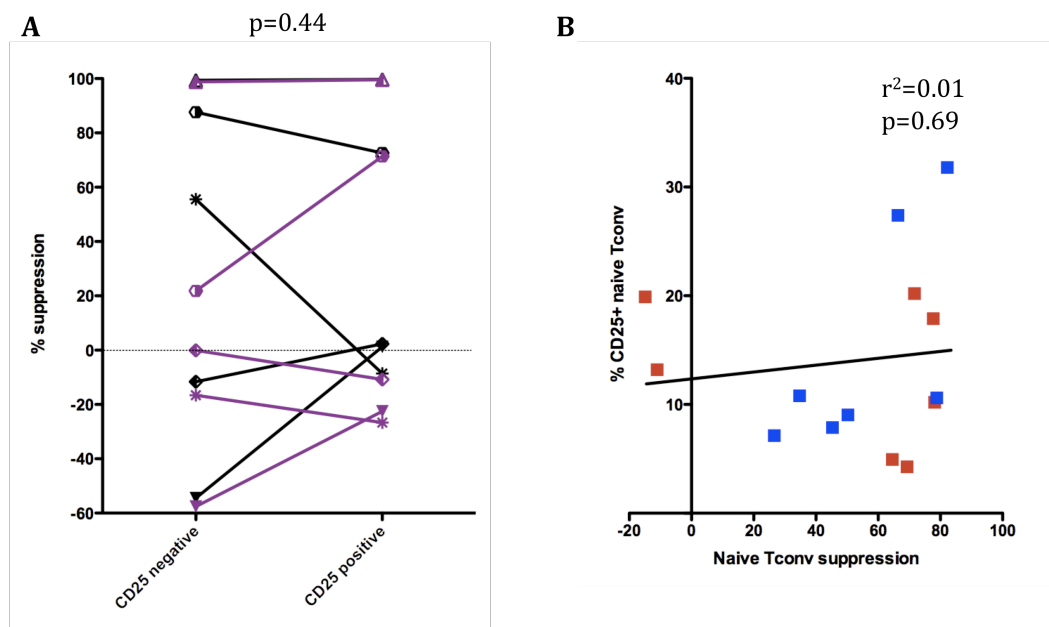 A
p=0.44
% suppression
100
80
60
40
20
0
-20
-40
-60
CD25 negative
CD25 positive
B
r²=0.01
p=0.69
% CD25+ naive Tconv
40
30
20
10
-20
0
20
40
60
80
100
Naive Tconv suppression